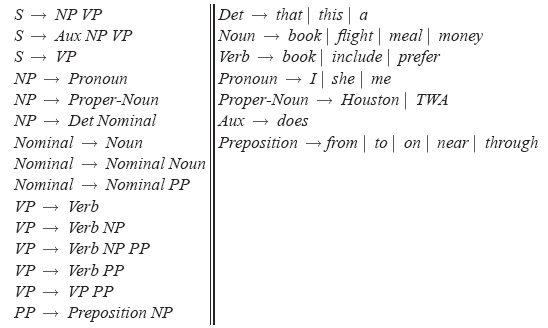 S → NP VP
S → Aux NP VP
S → VP
NP → Pronoun
NP → Proper-Noun
NP → Det Nominal
Nominal → Noun
Nominal → Nominal Noun
Nominal → Nominal PP
VP → Verb
VP → Verb NP
VP → Verb NP PP
VP → Verb PP
VP → VP PP
PP → Preposition NP
Det → that | this | a
Noun → book | flight | meal | money
Verb → book | include | prefer
Pronoun → I | she | me
Proper-Noun → Houston | TWA
Aux → does
Preposition → from | to | on | near | through